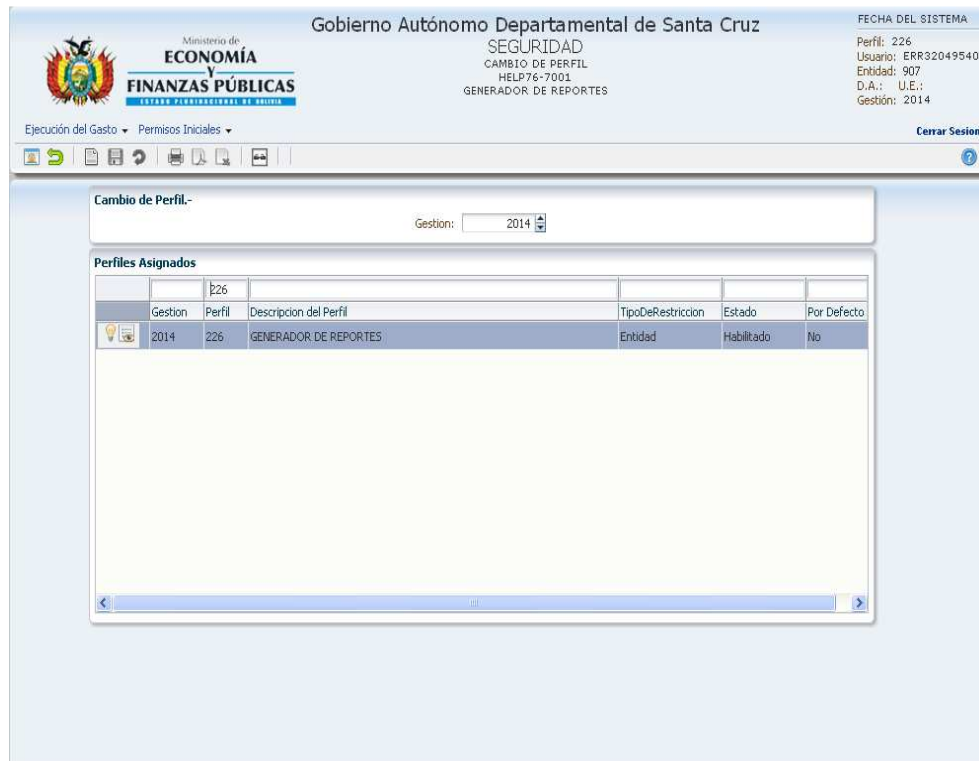 Gobierno Autónomo Departamental de Santa Cruz
SEGURIDAD
CAMBIO DE PERFIL
HELP76-7001
GENERADOR DE REPORTES
Ministerio de
ECONOMÍA
Y
FINANZAS PÚBLICAS
ESTADO PLURINACIONAL DE BOLIVIA
FECHA DEL SISTEMA
Perfil: 226
Usuario: ERR32049540
Entidad: 907
D.A.: U.E.:
Gestión: 2014
Ejecución del Gasto Permisos Iniciales
Cerrar Sesion
Cambio de Perfil.-
Gestion: 2014
Perfiles Asignados
226
Gestion Perfil Descripcion del Perfil TipoDeRestriccion Estado Por Defecto
2014 226 GENERADOR DE REPORTES Entidad Habilitado No